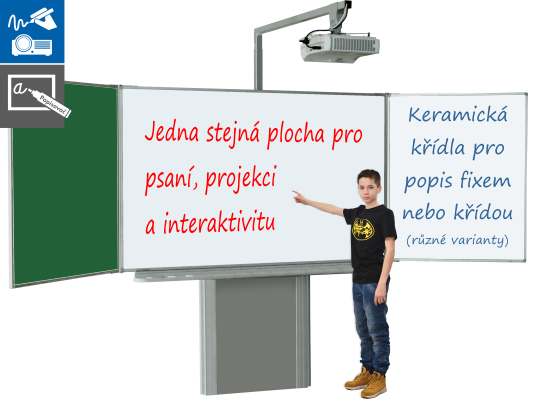 a
Popisovač
Jedna stejná plocha pro
psaní, projekci
a interaktivitu
Keramická
křídla pro
popis fixem
nebo křídou
(různé varianty)